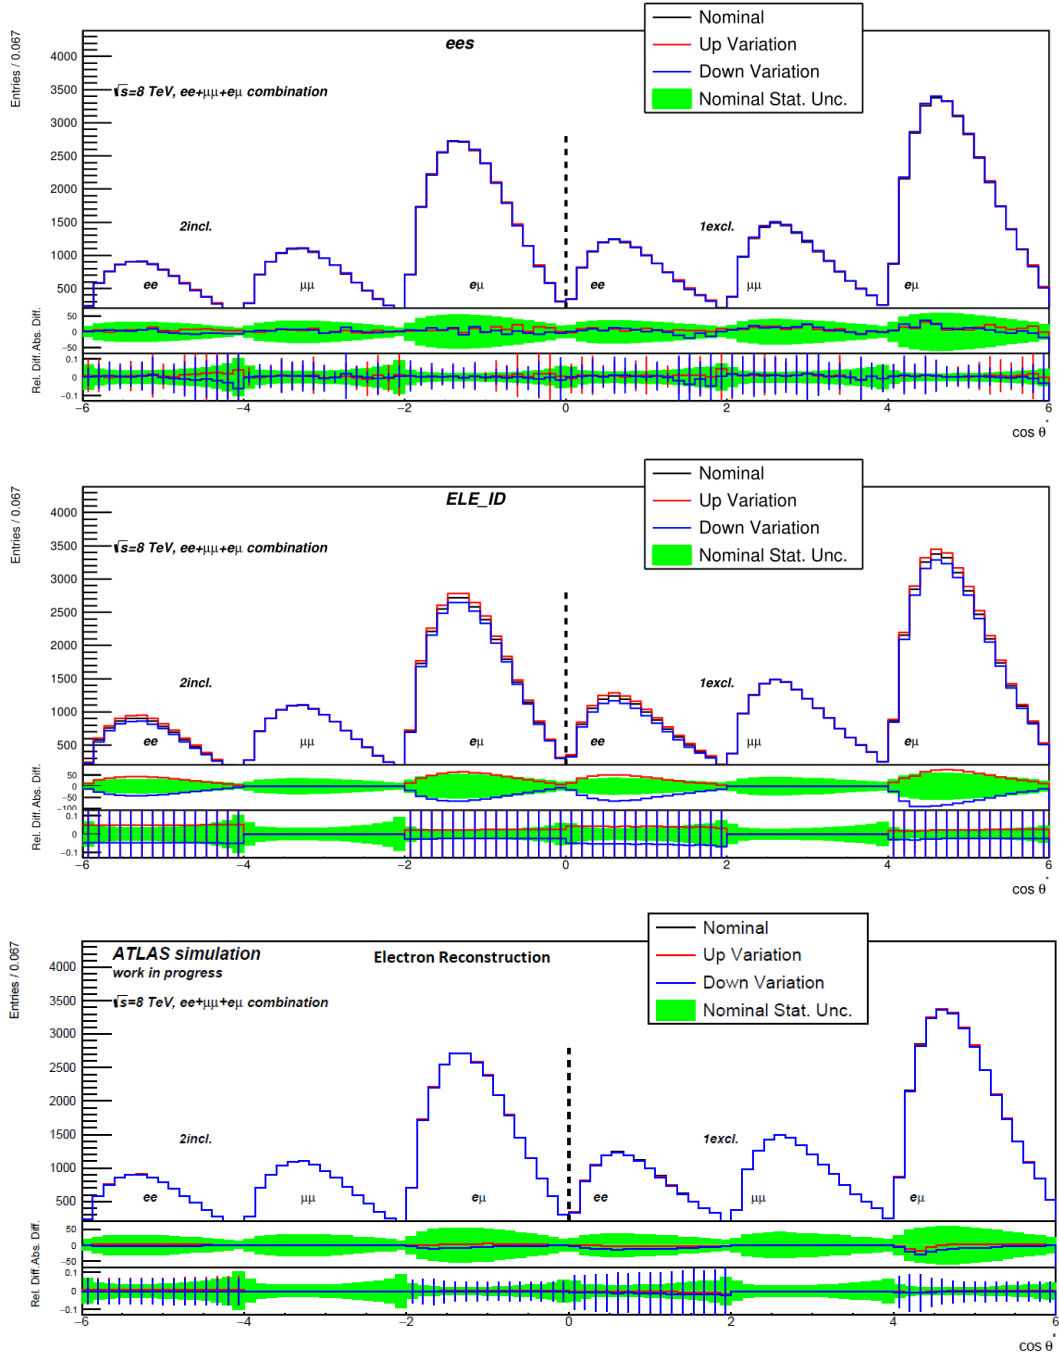 Nominal
Up Variation
Down Variation
Nominal Stat. Unc.
ees
√s=8 TeV, ee+μμ+eμ combination
Entries / 0.067
4000
3500
3000
2500
2000
1500
1000
500
2incl.
1excl.
ee
μμ
eμ
ee
μμ
eμ
Abs. Diff.
50
0
−50
Rel. Diff.
0.1
0
−0.1
−6
−4
−2
0
2
4
6
cos θ*
Nominal
Up Variation
Down Variation
Nominal Stat. Unc.
ELE_ID
√s=8 TeV, ee+μμ+eμ combination
Entries / 0.067
4000
3500
3000
2500
2000
1500
1000
500
2incl.
1excl.
ee
μμ
eμ
ee
μμ
eμ
Abs. Diff.
50
0
−50
−100
Rel. Diff.
0.1
0
−0.1
−6
−4
−2
0
2
4
6
cos θ*
Nominal
Up Variation
Down Variation
Nominal Stat. Unc.
ATLAS simulation
work in progress
Electron Reconstruction
√s=8 TeV, ee+μμ+eμ combination
Entries / 0.067
4000
3500
3000
2500
2000
1500
1000
500
2incl.
1excl.
ee
μμ
eμ
ee
μμ
eμ
Abs. Diff.
50
0
−50
Rel. Diff.
0.1
0
−0.1
−6
−4
−2
0
2
4
6
cos θ*